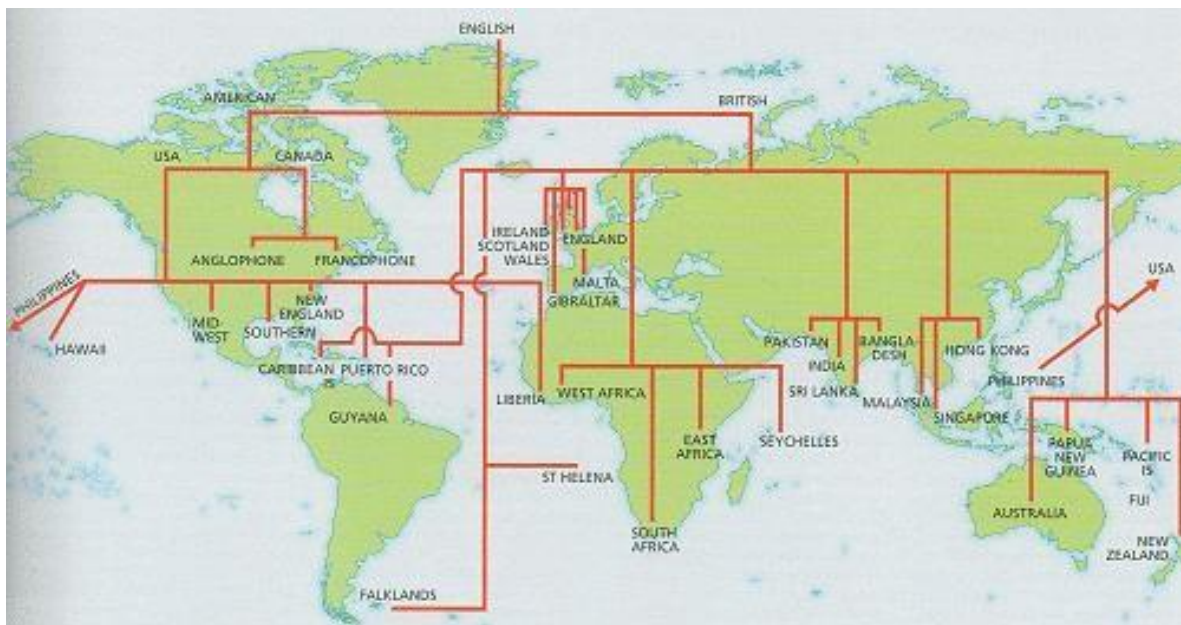 ENGLISH
AMERICAN
BRITISH
USA
CANADA
ANGLOPHONE
FRANCOPHONE
IRELAND
SCOTLAND
WALES
ENGLAND
MALTA
GIBRALTAR
PHILIPPINES
HAWAII
MID-
WEST
SOUTHERN
NEW
ENGLAND
CARIBBEAN
IS
PUERTO RICO
GUYANA
LIBERIA
WEST AFRICA
EAST
AFRICA
SEYCHELLES
ST HELENA
SOUTH
AFRICA
FALKLANDS
PAKISTAN
INDIA
SRI LANKA
BANGLA
DESH
HONG KONG
MALAYSIA
SINGAPORE
PHILIPPINES
USA
PAPUA
NEW
GUINEA
PACIFIC
IS
FIJI
AUSTRALIA
NEW
ZEALAND